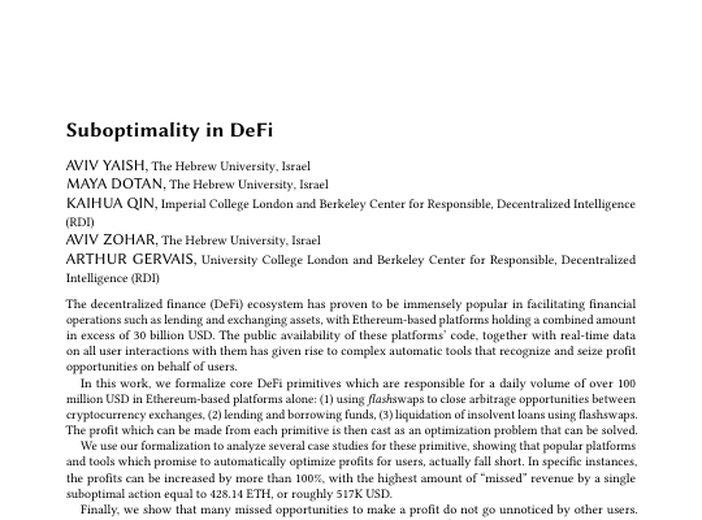 Suboptimality in DeFi
AVIV YAISH, The Hebrew University, Israel
MAYA DOTAN, The Hebrew University, Israel
KAIHUA QIN, Imperial College London and Berkeley Center for Responsible, Decentralized Intelligence
(RDI)
AVIV ZOHAR, The Hebrew University, Israel
ARTHUR GERVAIS, University College London and Berkeley Center for Responsible, Decentralized
Intelligence (RDI)
The decentralized finance (DeFi) ecosystem has proven to be immensely popular in facilitating financial
operations such as lending and exchanging assets, with Ethereum-based platforms holding a combined amount
in excess of 30 billion USD. The public availability of these platforms’ code, together with real-time data
on all user interactions with them has given rise to complex automatic tools that recognize and seize profit
opportunities on behalf of users.
In this work, we formalize core DeFi primitives which are responsible for a daily volume of over 100
million USD in Ethereum-based platforms alone: (1) using flashswaps to close arbitrage opportunities between
cryptocurrency exchanges, (2) lending and borrowing funds, (3) liquidation of insolvent loans using flashswaps.
The profit which can be made from each primitive is then cast as an optimization problem that can be solved.
We use our formalization to analyze several case studies for these primitive, showing that popular platforms
and tools which promise to automatically optimize profits for users, actually fall short. In specific instances,
the profits can be increased by more than 100%, with the highest amount of “missed” revenue by a single
suboptimal action equal to 428.14 ETH, or roughly 517K USD.
Finally, we show that many missed opportunities to make a profit do not go unnoticed by other users.